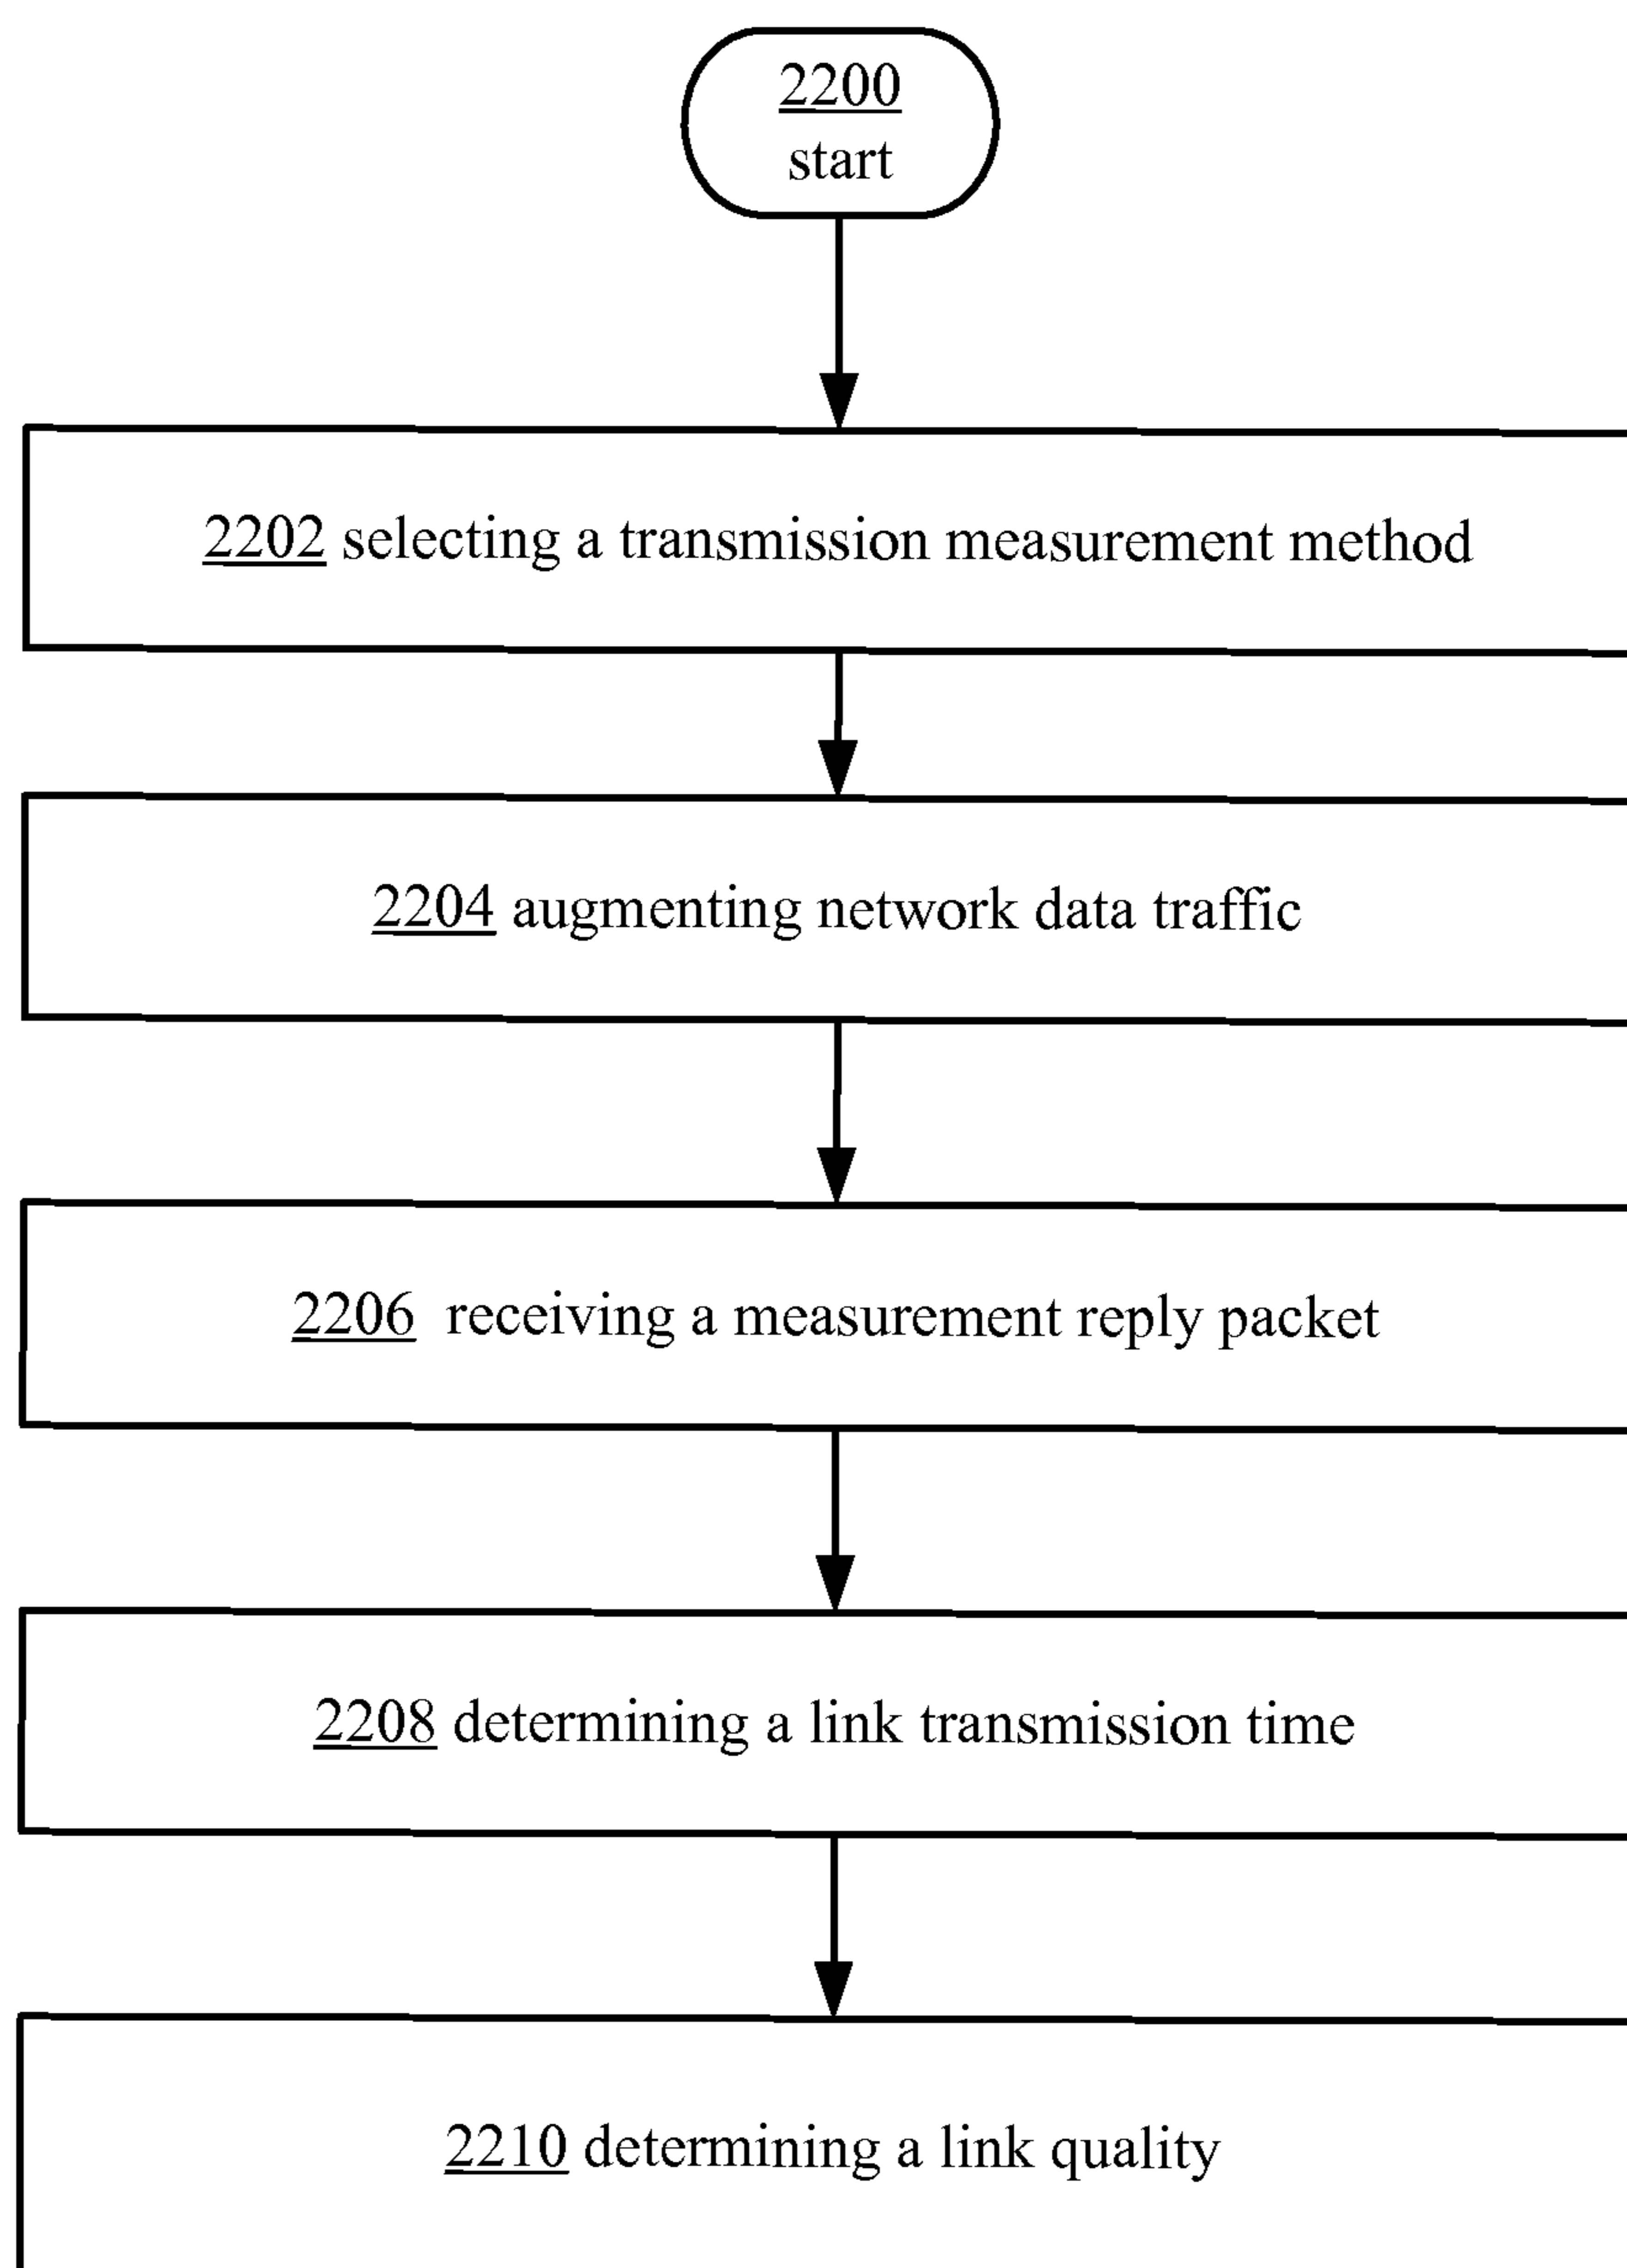 2200
start
2202 selecting a transmission measurement method
2204 augmenting network data traffic
2206 receiving a measurement reply packet
2208 determining a link transmission time
2210 determining a link quality